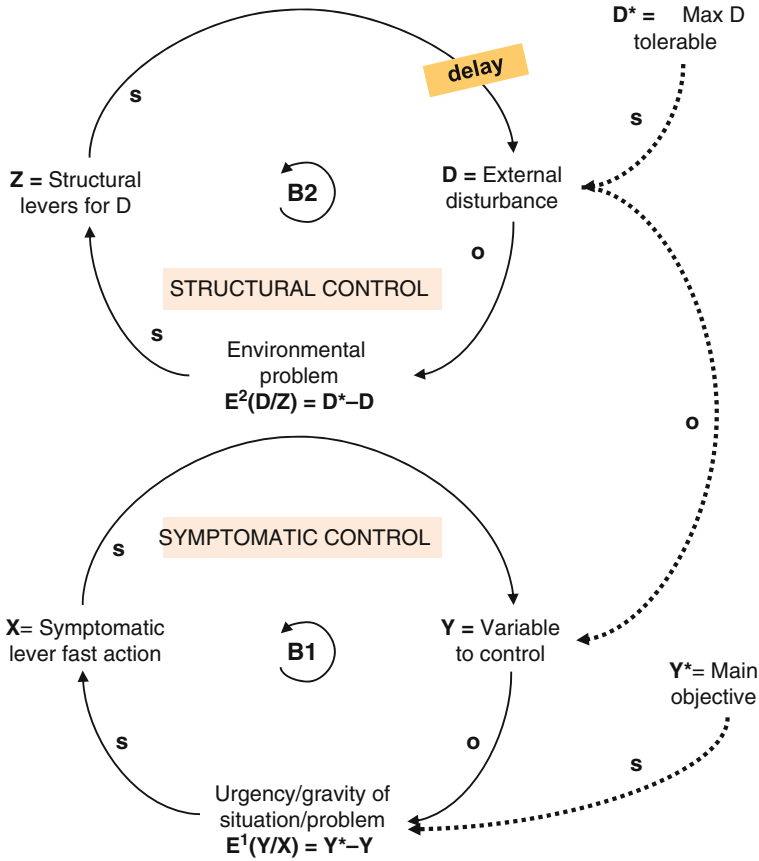 D* = Max D
tolerable
delay
s
s
Z = Structural
levers for D
B2
D = External
disturbance
o
STRUCTURAL CONTROL
s
Environmental
problem
E²(D/Z) = D*–D
o
SYMPTOMATIC CONTROL
s
X= Symptomatic
lever fast action
B1
Y = Variable
to control
Y*= Main
objective
s
o
s
Urgency/gravity of
situation/problem
E¹(Y/X) = Y*–Y